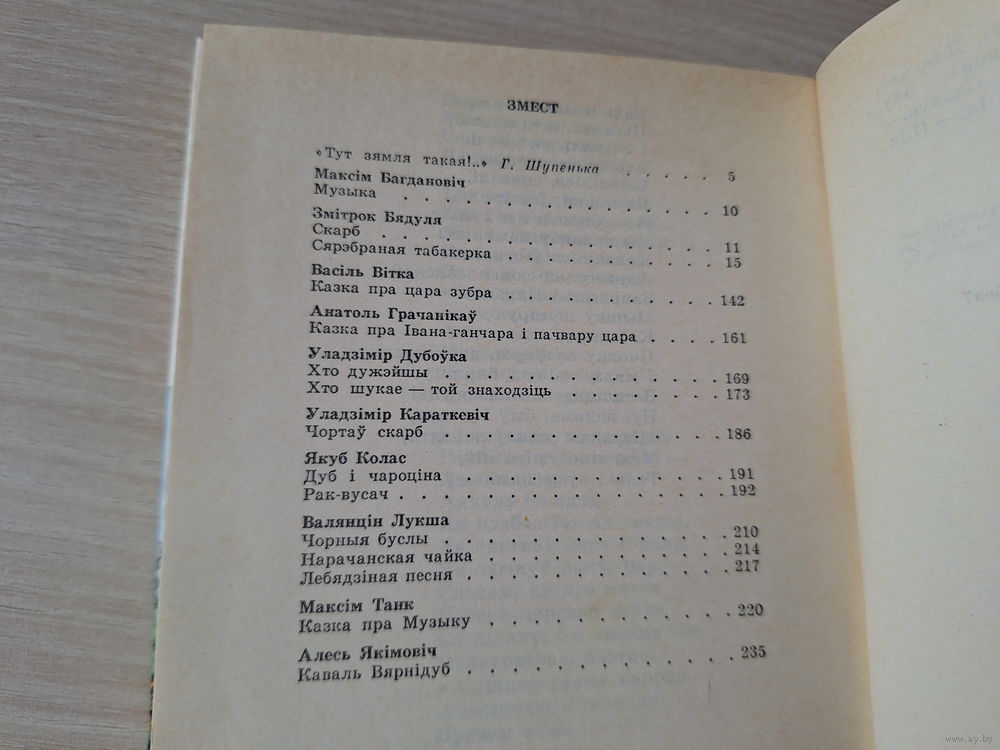 ЗМЕСТ
«Тут зямля такая!..» Г. Шупенька . . . . . 5
Максім Багдановіч
Музыка . . . . . . . . . . . . . . 10
Змітрок Бядуля
Скарб . . . . . . . . . . . . . . 11
Сярэбраная табакерка . . . . . . . . . 15
Васіль Вітка
Казка пра цара зубра . . . . . . . . . 142
Анатоль Грачанікаў
Казка пра Івана-ганчара і пачвару цара . . . . 161
Уладзімір Дубоўка
Хто дужэйшы . . . . . . . . . . . . 169
Хто шукае — той знаходзіць . . . . . . . 173
Уладзімір Караткевіч
Чортаў скарб . . . . . . . . . . . . 186
Якуб Колас
Дуб і чароціна . . . . . . . . . . . 191
Рак-вусач . . . . . . . . . . . . . 192
Валянцін Лукша
Чорныя буслы . . . . . . . . . . . . 210
Нарачанская чайка . . . . . . . . . . 214
Лебядзіная песня . . . . . . . . . . . 217
Максім Танк
Казка пра Музыку . . . . . . . . . . 220
Алесь Якімовіч
Каваль Вярнідуб . . . . . . . . . . . 235
www.ay.by